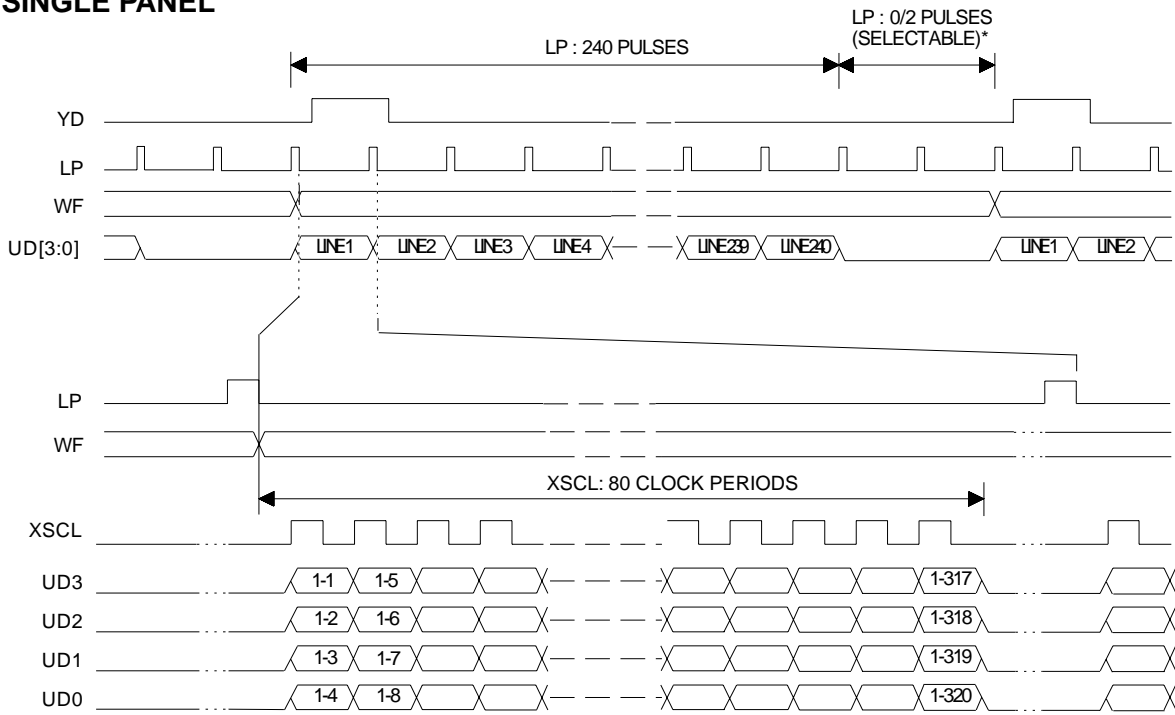 SINGLE PANEL
LP : 0/2 PULSES
(SELECTABLE)*
LP : 240 PULSES
YD
LP
WF
UD[3:0] LINE1 LINE2 LINE3 LINE4 LINE239 LINE240 LINE1 LINE2
LP
WF
XSCL: 80 CLOCK PERIODS
XSCL
UD3 1-1 1-5 1-317
UD2 1-2 1-6 1-318
UD1 1-3 1-7 1-319
UD0 1-4 1-8 1-320